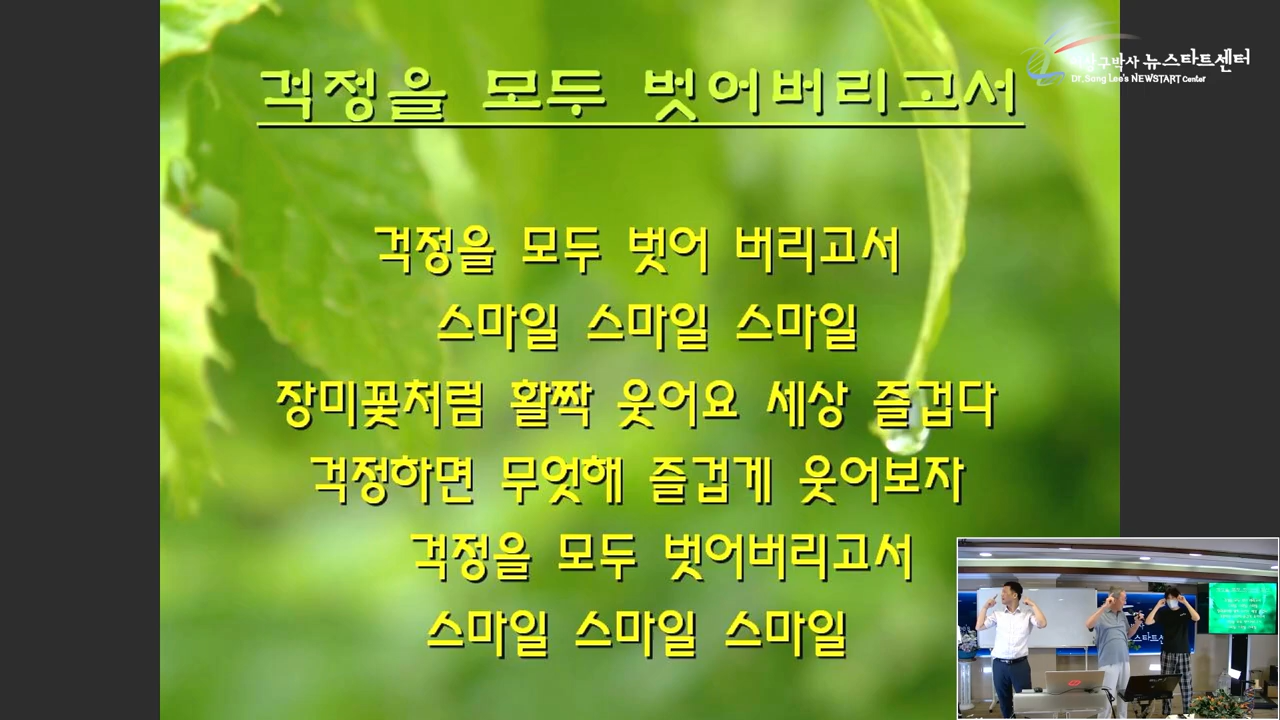 걱정을 모두 벗어버리고서
구박사 뉴스타트센터
Dr. Sang Lee's NEWSTART Center
걱정을 모두 벗어 버리고서
스마일 스마일 스마일
장미꽃처럼 활짝 웃어요 세상 즐겁다
걱정하면 무엇해 즐겁게 웃어보자
걱정을 모두 벗어버리고서
스마일 스마일 스마일